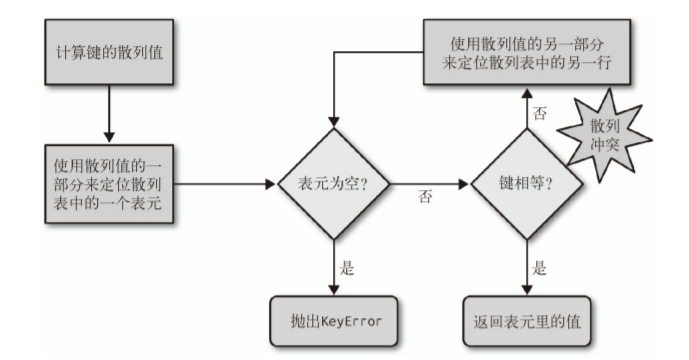 计算键的散列值
使用散列值的一
部分来定位散列
表中的一个表元
使用散列值的另一部分
来定位散列表中的另一行
表元为空?
否
键相等?
否
散列
冲突
是
抛出KeyError
是
返回表元里的值